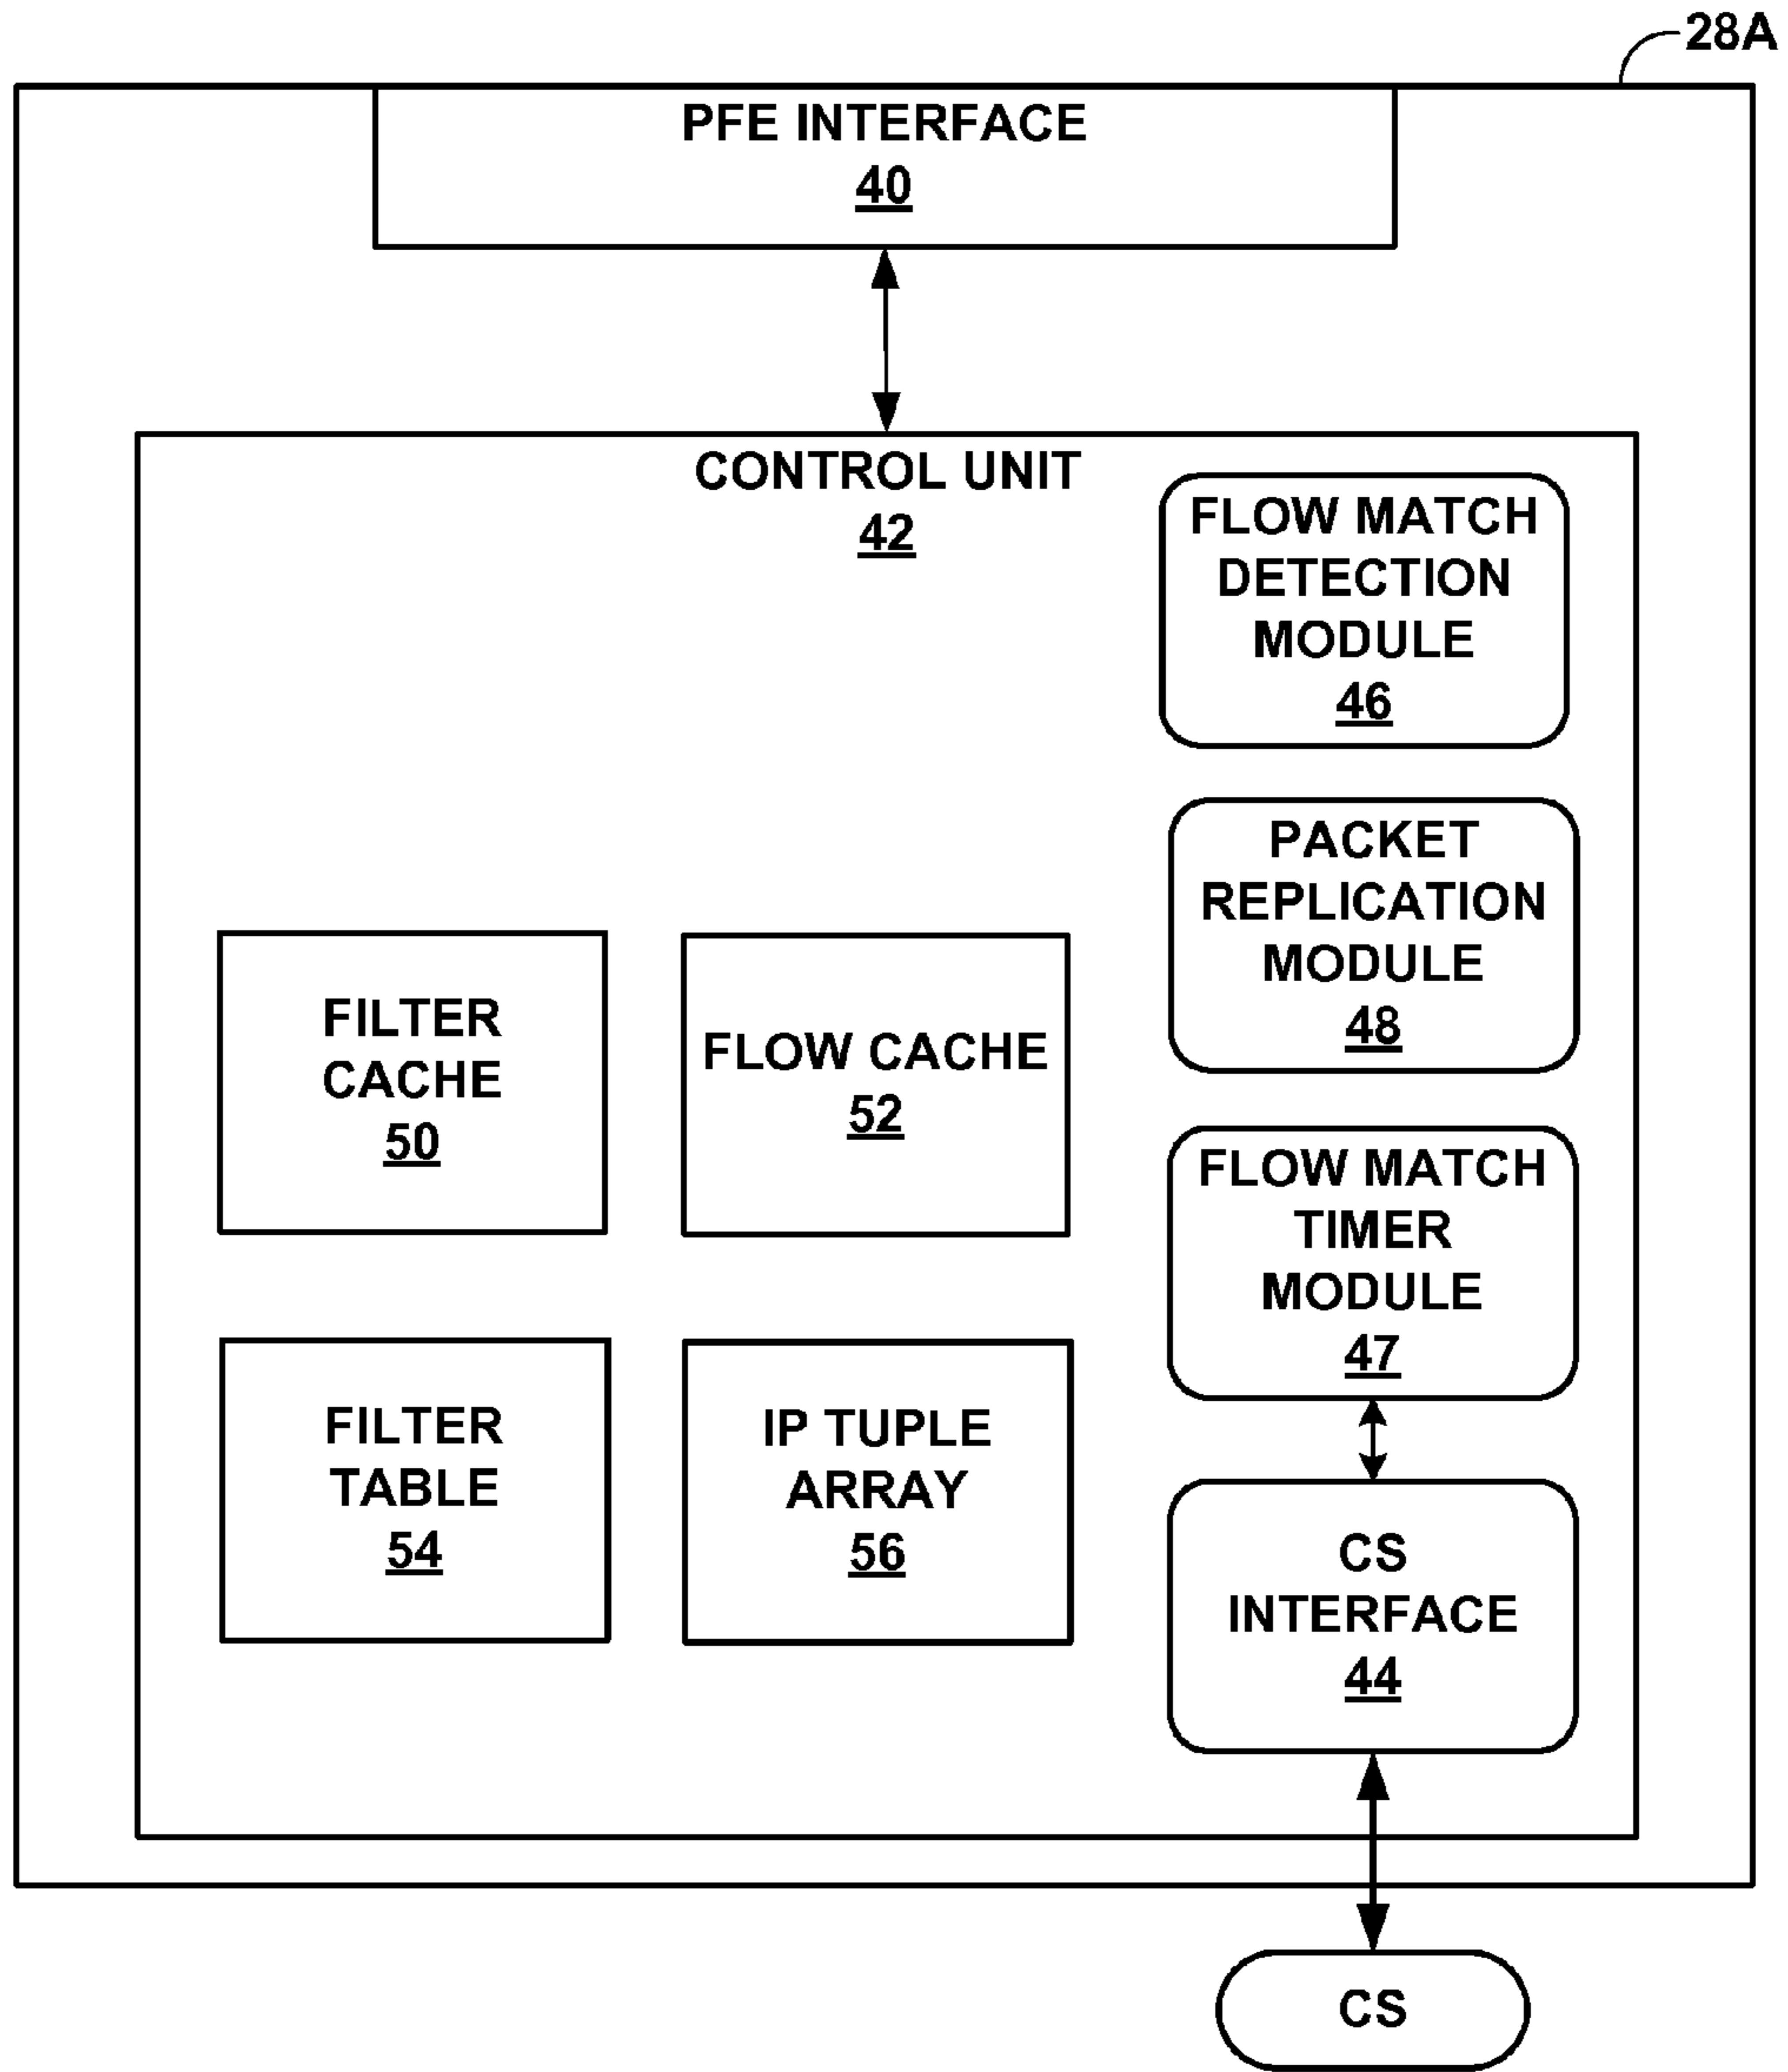 28A
PFE INTERFACE
40
CONTROL UNIT
42
FLOW MATCH
DETECTION
MODULE
46
PACKET
REPLICATION
MODULE
48
FILTER
CACHE
50
FLOW CACHE
52
FLOW MATCH
TIMER
MODULE
47
FILTER
TABLE
54
IP TUPLE
ARRAY
56
CS
INTERFACE
44
CS